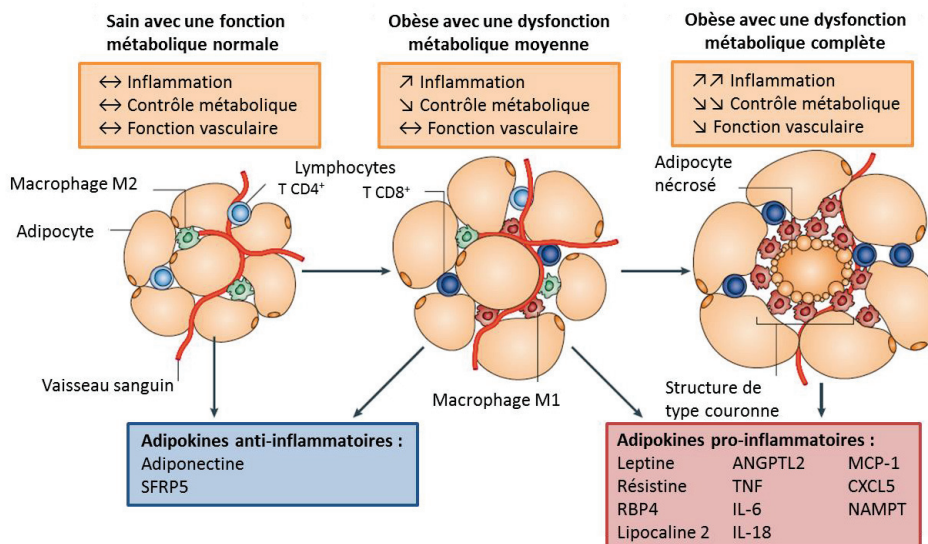 Sain avec une fonction
métabolique normale
↔ Inflammation
↔ Contrôle métabolique
↔ Fonction vasculaire
Obèse avec une dysfonction
métabolique moyenne
↗ Inflammation
↘ Contrôle métabolique
↔ Fonction vasculaire
Obèse avec une dysfonction
métabolique complète
↗ ↗ Inflammation
↘ ↘ Contrôle métabolique
↘ Fonction vasculaire
Macrophage M2
Adipocyte
Vaisseau sanguin
Lymphocytes
T CD4⁺
T CD8⁺
Macrophage M1
Adipocyte
nécrosé
Structure de
type couronne
Adipokines anti-inflammatoires :
Adiponectine
SFRP5
Adipokines pro-inflammatoires :
Leptine ANGPTL2 MCP-1
Résistine TNF CXCL5
RBP4 IL-6 NAMPT
Lipocaline 2 IL-18